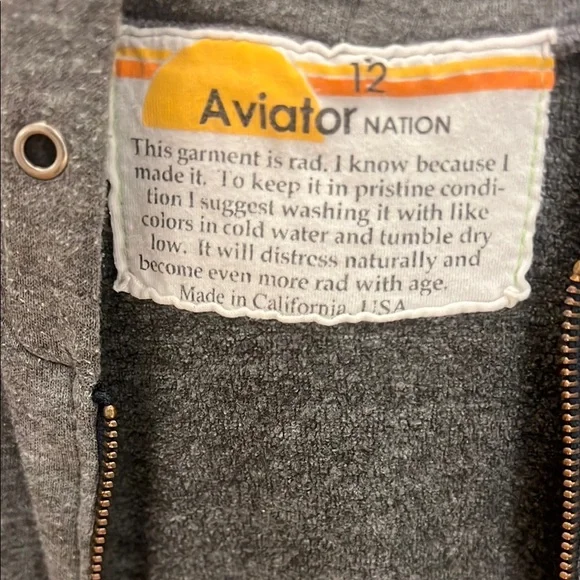 12
Aviator NATION
This garment is rad. I know because I
made it. To keep it in pristine condi-
tion I suggest washing it with like
colors in cold water and tumble dry
low. It will distress naturally and
become even more rad with age.
Made in California, USA